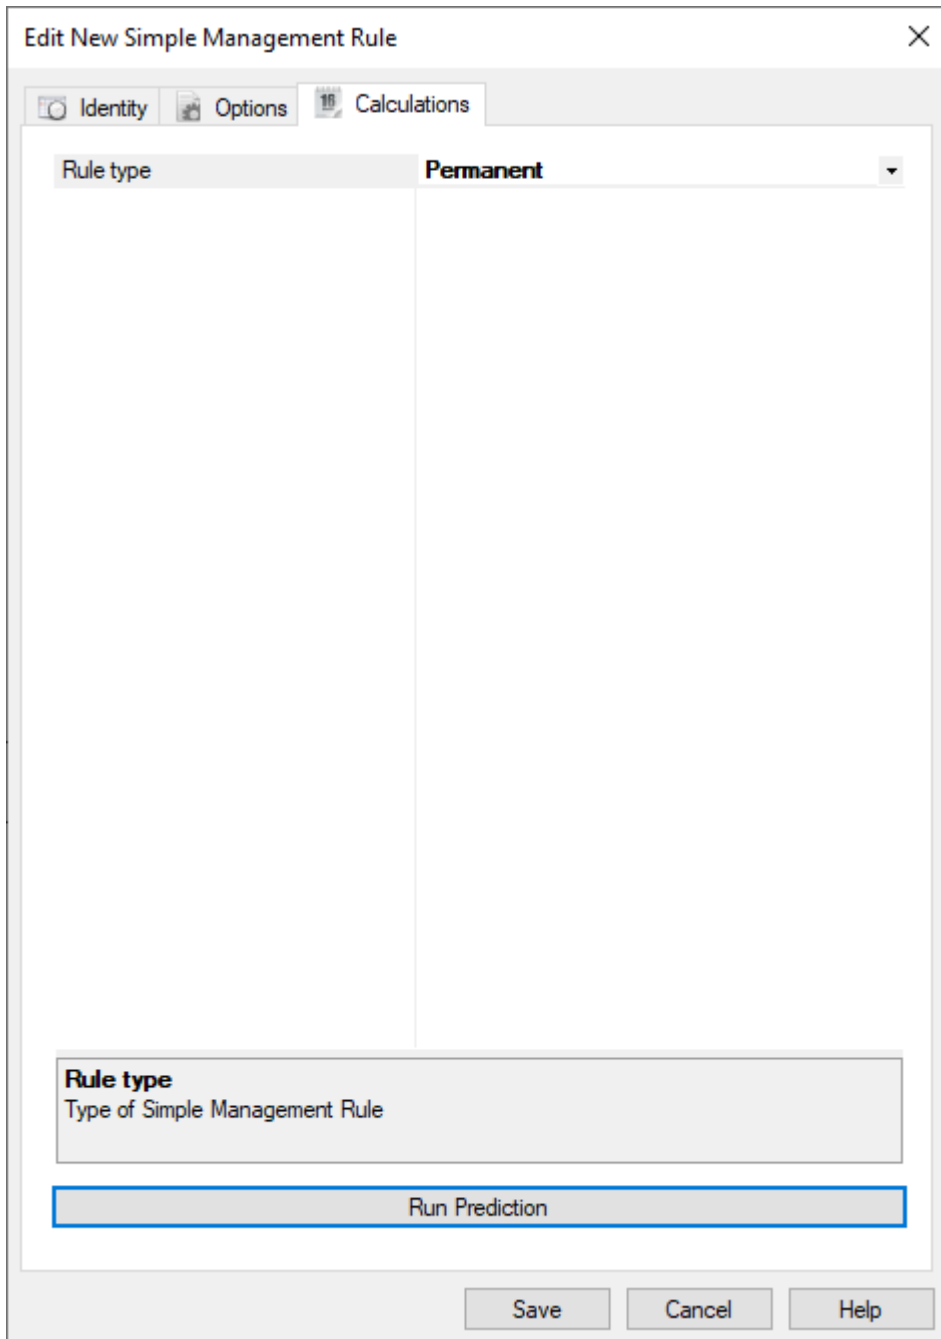 Edit New Simple Management Rule
Identity
Options
16
Calculations
Rule type
Permanent
Rule type
Type of Simple Management Rule
Run Prediction
Save
Cancel
Help